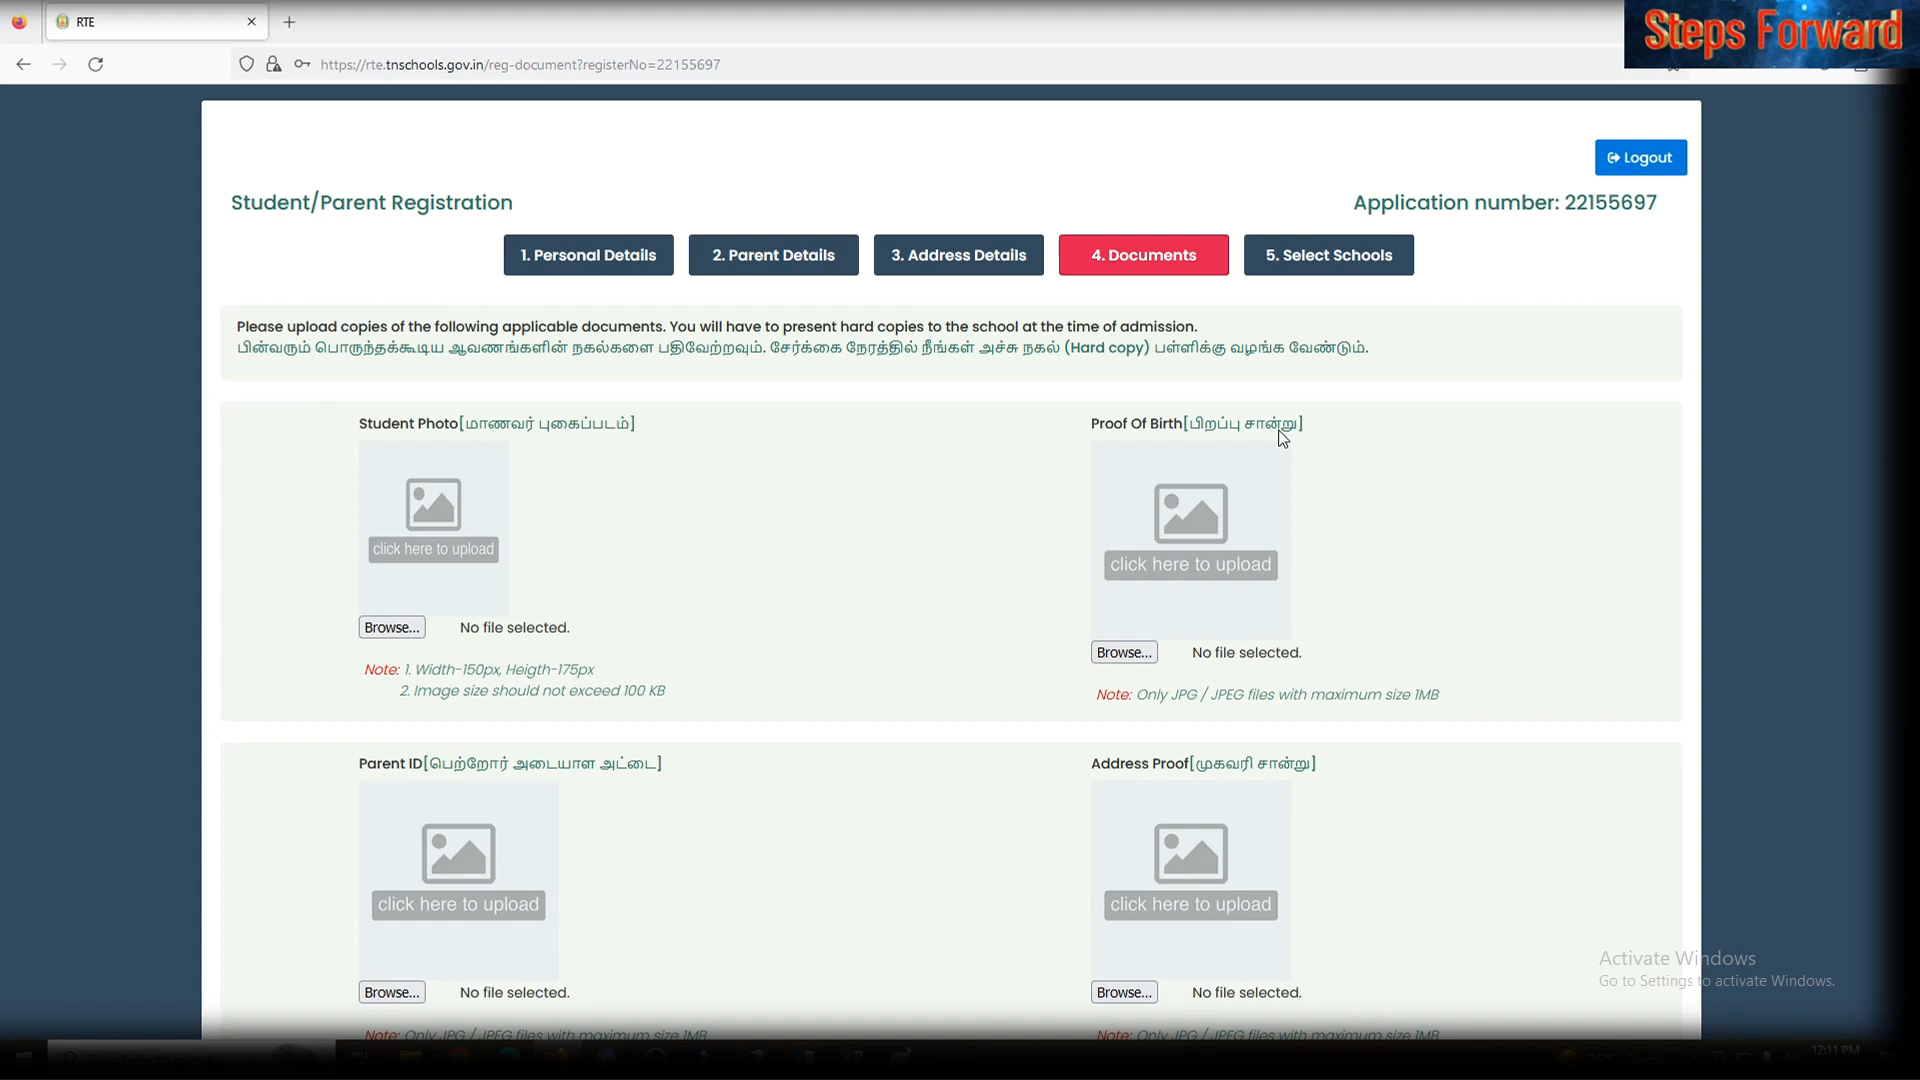 RTE
Steps Forward
https://rte.tnschools.gov.in/reg-document?registerNo=22155697
Logout
Student/Parent Registration
Application number: 22155697
1. Personal Details
2. Parent Details
3. Address Details
4. Documents
5. Select Schools
Please upload copies of the following applicable documents. You will have to present hard copies to the school at the time of admission.
பின்வரும் பொருந்தக்கூடிய ஆவணங்களின் நகல்களை பதிவேற்றவும். சேர்க்கை நேரத்தில் நீங்கள் அச்சு நகல் (Hard copy) பள்ளிக்கு வழங்க வேண்டும்.
Student Photo[மாணவர் புகைப்படம்]
Proof Of Birth[பிறப்பு சான்று]
click here to upload
click here to upload
Browse... No file selected.
Browse... No file selected.
Note: 1. Width-150px, Heigth-175px
2. Image size should not exceed 100 KB
Note: Only JPG / JPEG files with maximum size 1MB
Parent ID[பெற்றோர் அடையாள அட்டை]
Address Proof[முகவரி சான்று]
click here to upload
click here to upload
Browse... No file selected.
Browse... No file selected.
Activate Windows
Go to Settings to activate Windows.
Note: Only JPG / JPEG files with maximum size 1MB
Note: Only JPG / JPEG files with maximum size 1MB
12:11 PM